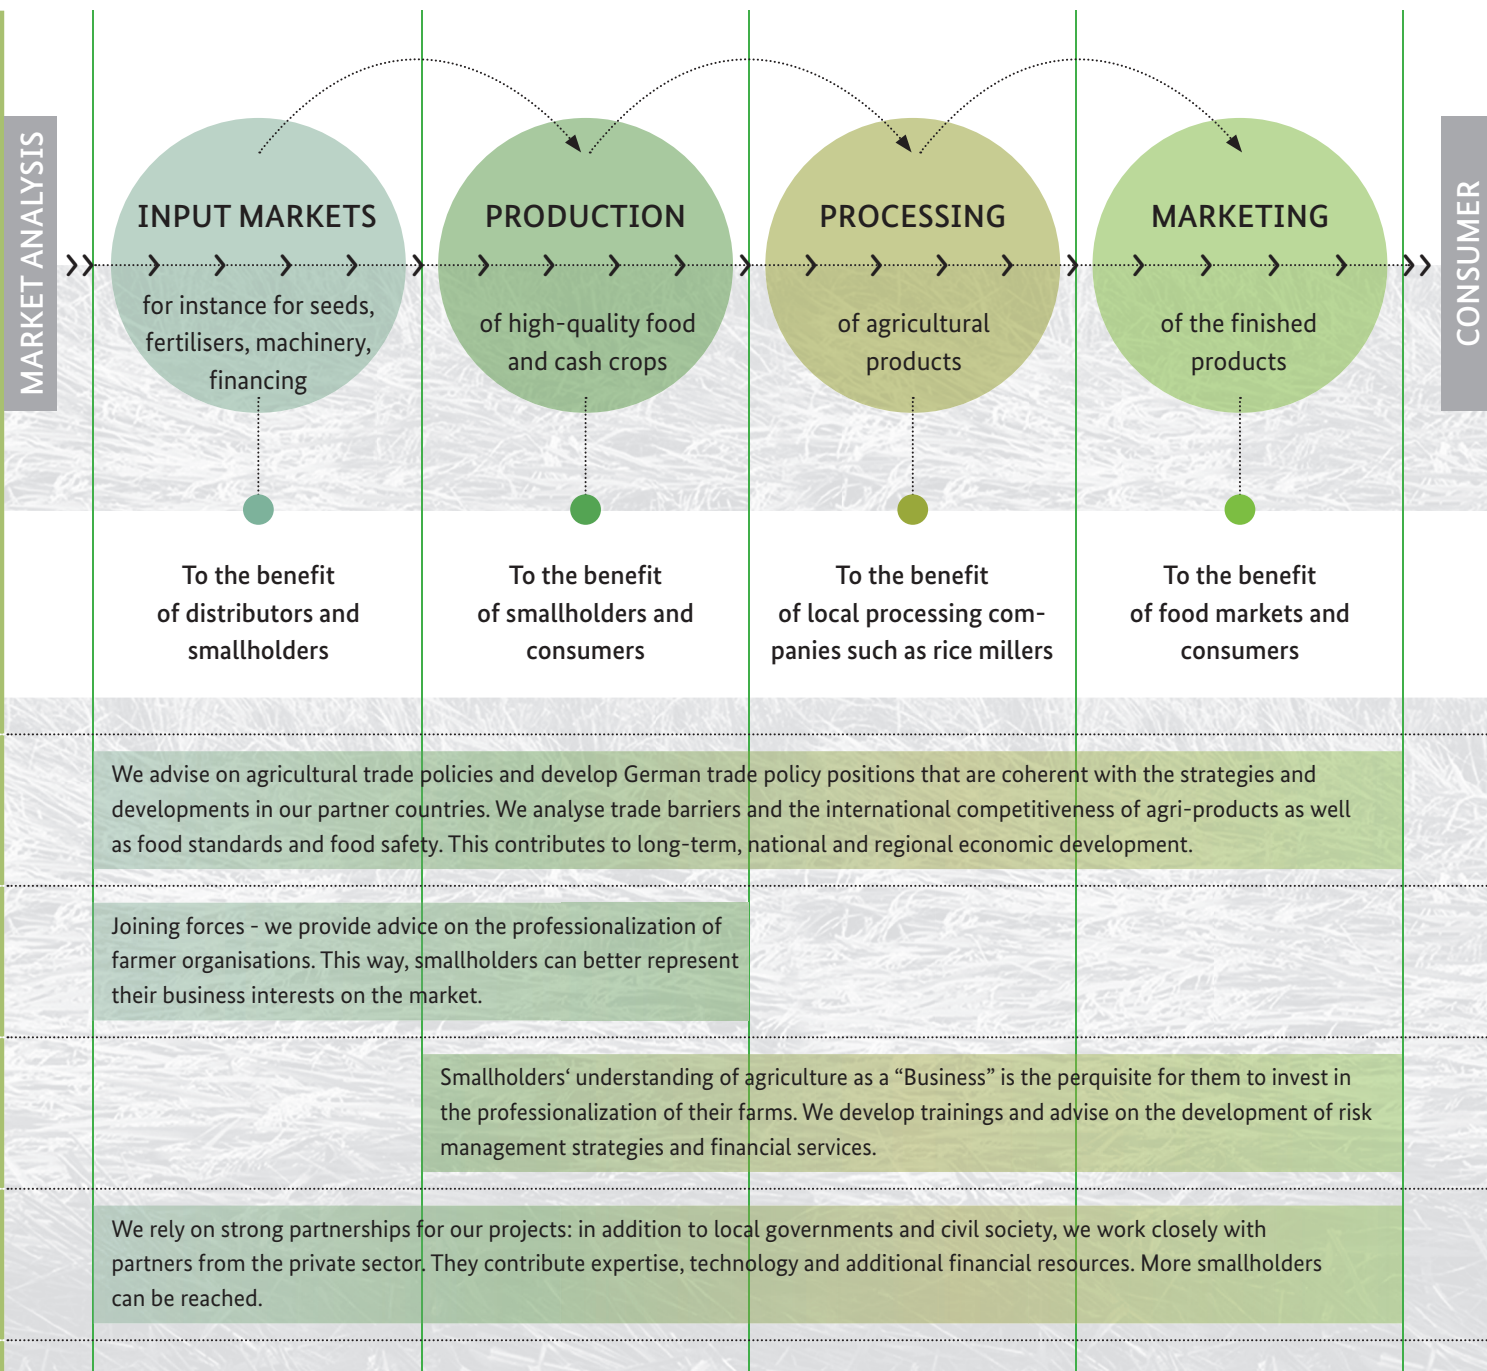 MARKET ANALYSIS
INPUT MARKETS
for instance for seeds,
fertilisers, machinery,
financing
PRODUCTION
of high-quality food
and cash crops
PROCESSING
of agricultural
products
MARKETING
of the finished
products
CONSUMER
To the benefit
of distributors and
smallholders
To the benefit
of smallholders and
consumers
To the benefit
of local processing com-
panies such as rice millers
To the benefit
of food markets and
consumers
We advise on agricultural trade policies and develop German trade policy positions that are coherent with the strategies and
developments in our partner countries. We analyse trade barriers and the international competitiveness of agri-products as well
as food standards and food safety. This contributes to long-term, national and regional economic development.
Joining forces - we provide advice on the professionalization of
farmer organisations. This way, smallholders can better represent
their business interests on the market.
Smallholders‘ understanding of agriculture as a “Business” is the perquisite for them to invest in
the professionalization of their farms. We develop trainings and advise on the development of risk
management strategies and financial services.
We rely on strong partnerships for our projects: in addition to local governments and civil society, we work closely with
partners from the private sector. They contribute expertise, technology and additional financial resources. More smallholders
can be reached.